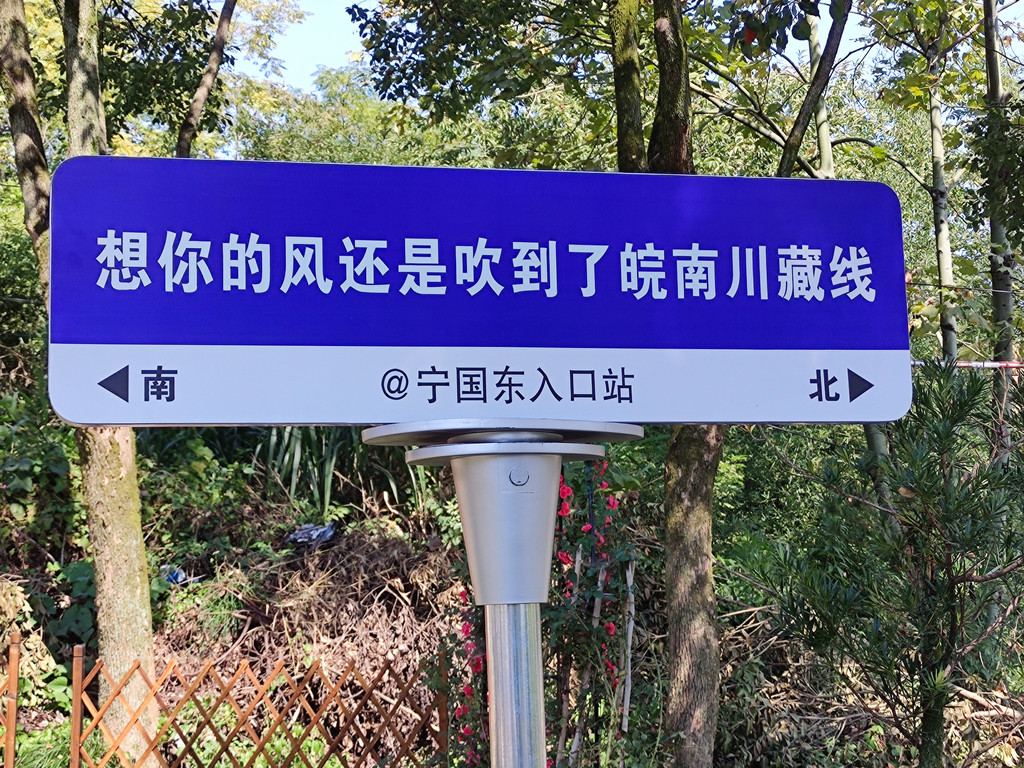 想你的风还是吹到了皖南川藏线
◀南 @宁国东入口站 北▶